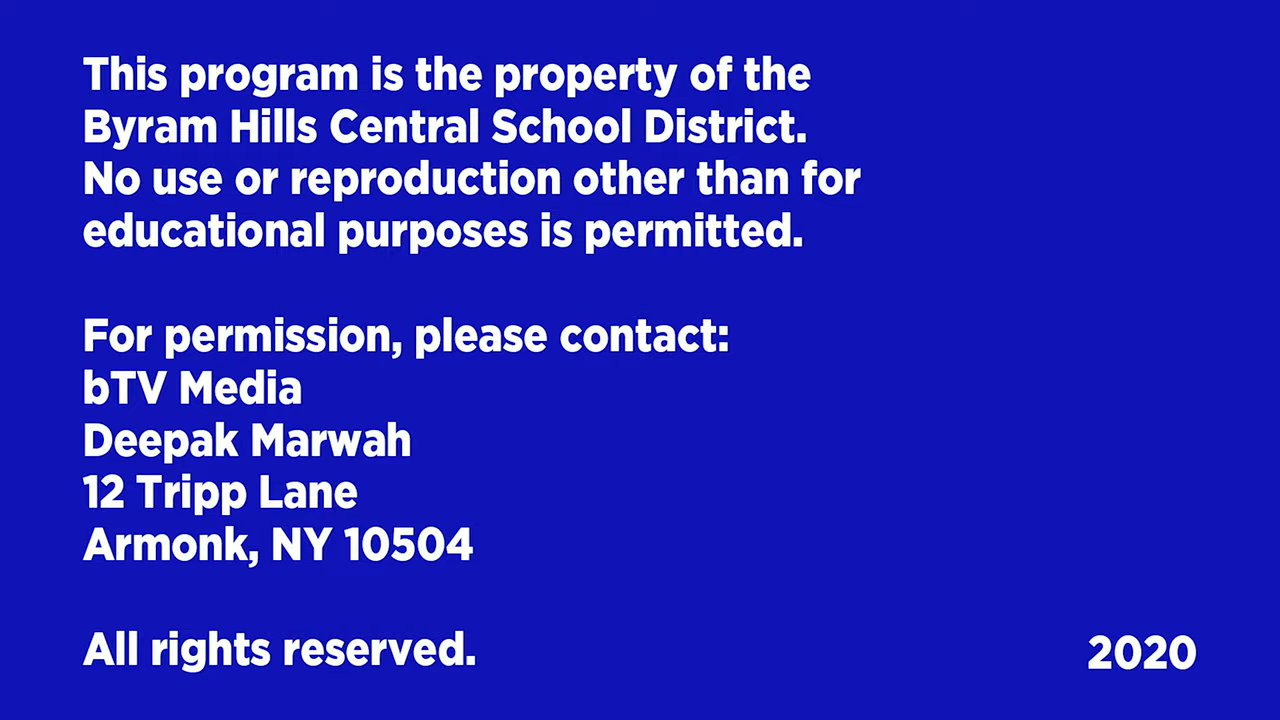 This program is the property of the
Byram Hills Central School District.
No use or reproduction other than for
educational purposes is permitted.
For permission, please contact:
bTV Media
Deepak Marwah
12 Tripp Lane
Armonk, NY 10504
All rights reserved.
2020